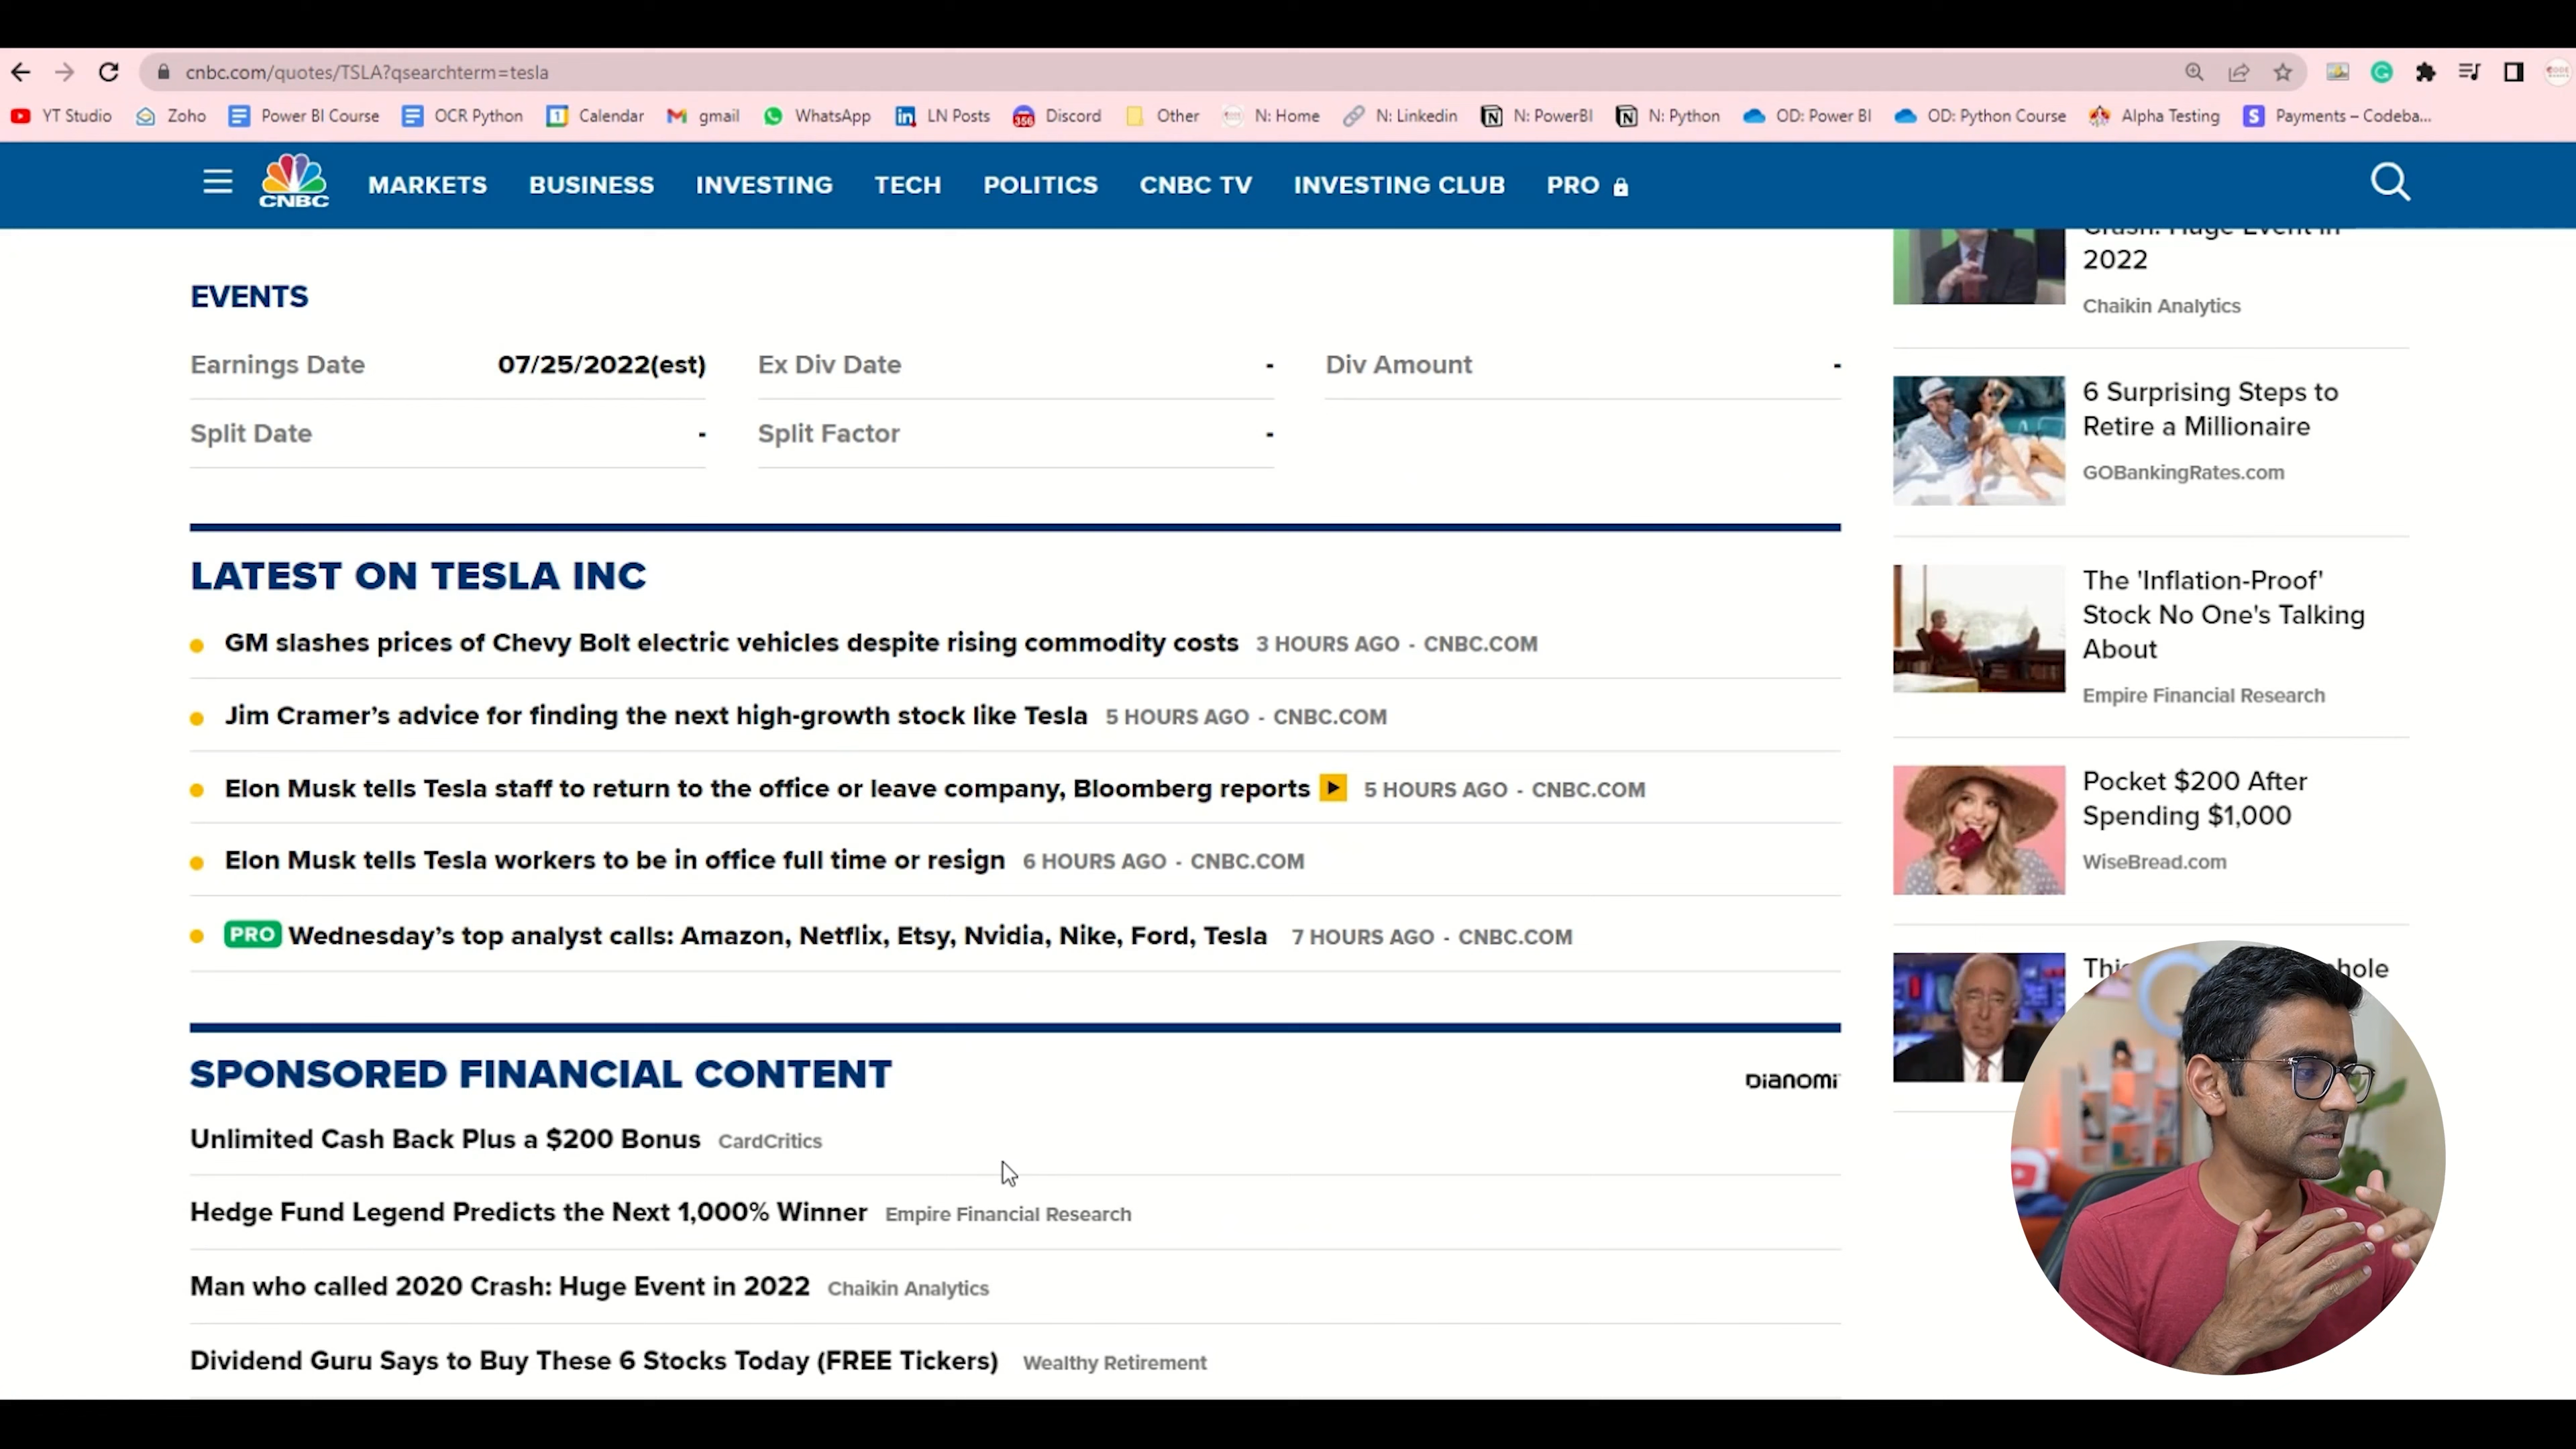 cnbc.com/quotes/TSLA?qsearchterm=tesla
YT Studio Zoho Power BI Course OCR Python Calendar gmail WhatsApp LN Posts Discord Other N: Home N: Linkedin N: PowerBI N: Python OD: Power BI OD: Python Course Alpha Testing Payments – Codeba...
CNBC MARKETS BUSINESS INVESTING TECH POLITICS CNBC TV INVESTING CLUB PRO
EVENTS
Earnings Date 07/25/2022(est) Ex Div Date - Div Amount -
Split Date - Split Factor -
LATEST ON TESLA INC
GM slashes prices of Chevy Bolt electric vehicles despite rising commodity costs 3 HOURS AGO - CNBC.COM
Jim Cramer’s advice for finding the next high-growth stock like Tesla 5 HOURS AGO - CNBC.COM
Elon Musk tells Tesla staff to return to the office or leave company, Bloomberg reports 5 HOURS AGO - CNBC.COM
Elon Musk tells Tesla workers to be in office full time or resign 6 HOURS AGO - CNBC.COM
PRO Wednesday’s top analyst calls: Amazon, Netflix, Etsy, Nvidia, Nike, Ford, Tesla 7 HOURS AGO - CNBC.COM
SPONSORED FINANCIAL CONTENT
DIANOMI
Unlimited Cash Back Plus a $200 Bonus CardCritics
Hedge Fund Legend Predicts the Next 1,000% Winner Empire Financial Research
Man who called 2020 Crash: Huge Event in 2022 Chaikin Analytics
Dividend Guru Says to Buy These 6 Stocks Today (FREE Tickers) Wealthy Retirement
Crash: Huge Event in
2022
Chaikin Analytics
6 Surprising Steps to
Retire a Millionaire
GOBankingRates.com
The 'Inflation-Proof'
Stock No One's Talking
About
Empire Financial Research
Pocket $200 After
Spending $1,000
WiseBread.com